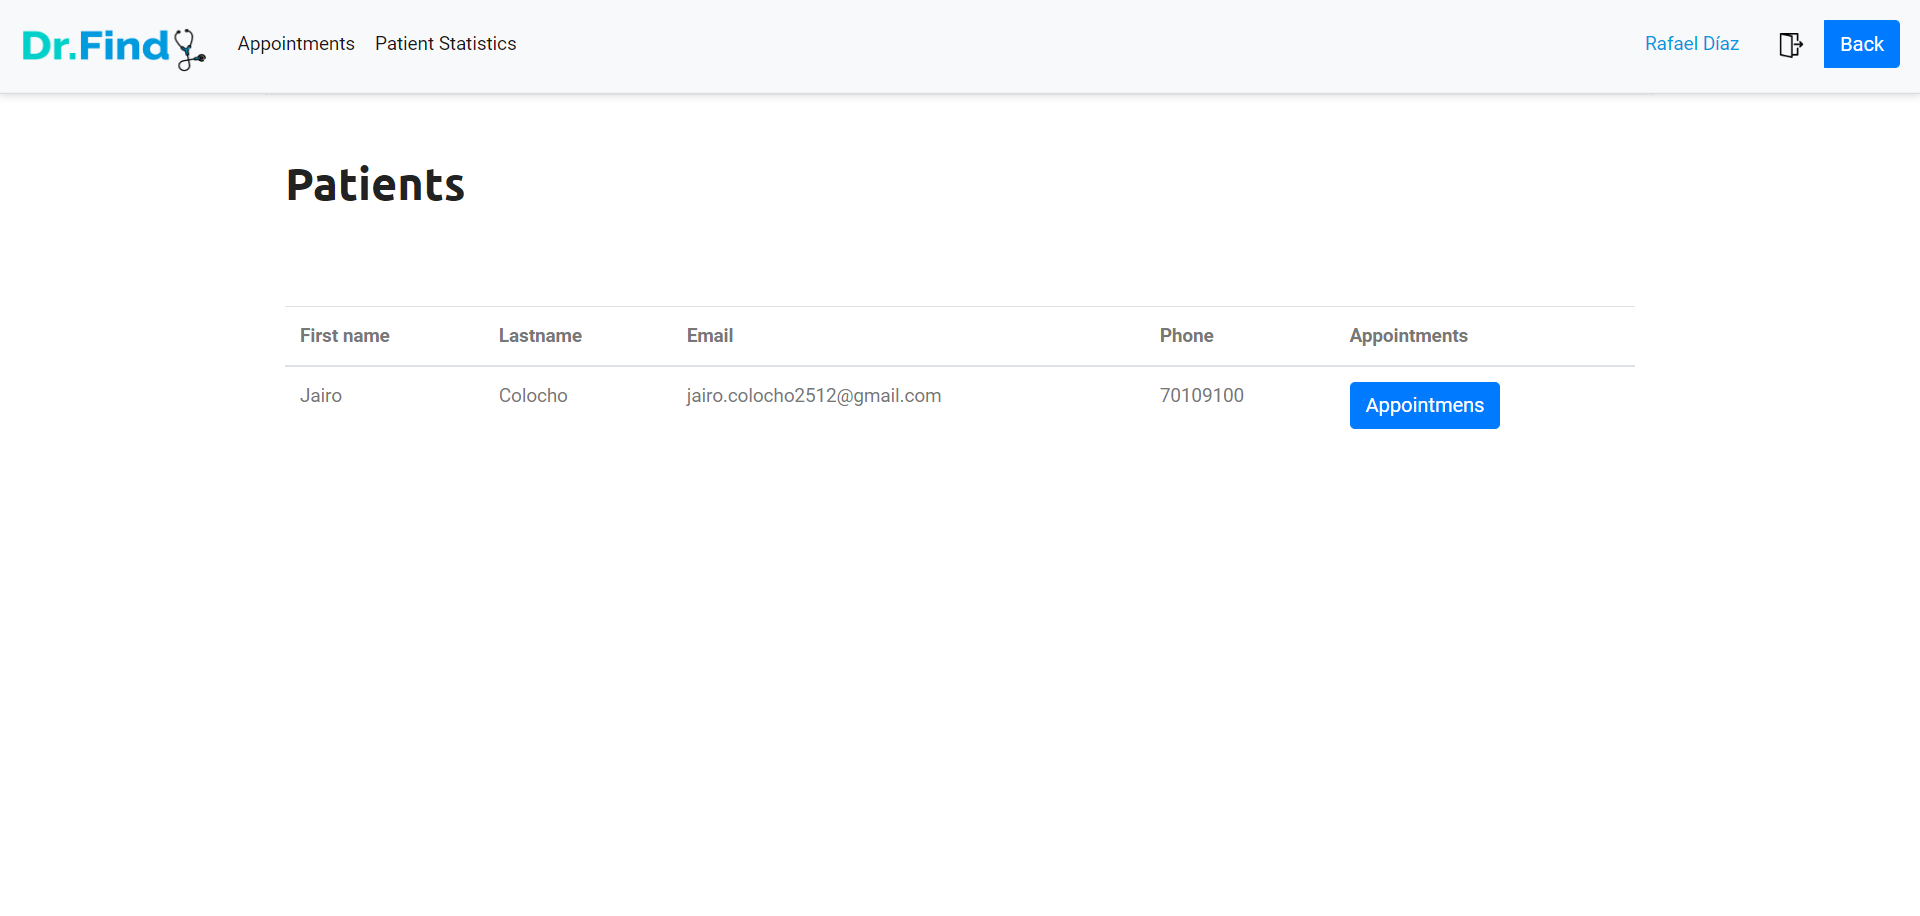 Dr.Find Appointments Patient Statistics Rafael Díaz Back
Patients
First name Lastname Email Phone Appointments
Jairo Colocho jairo.colocho2512@gmail.com 70109100 Appointmens